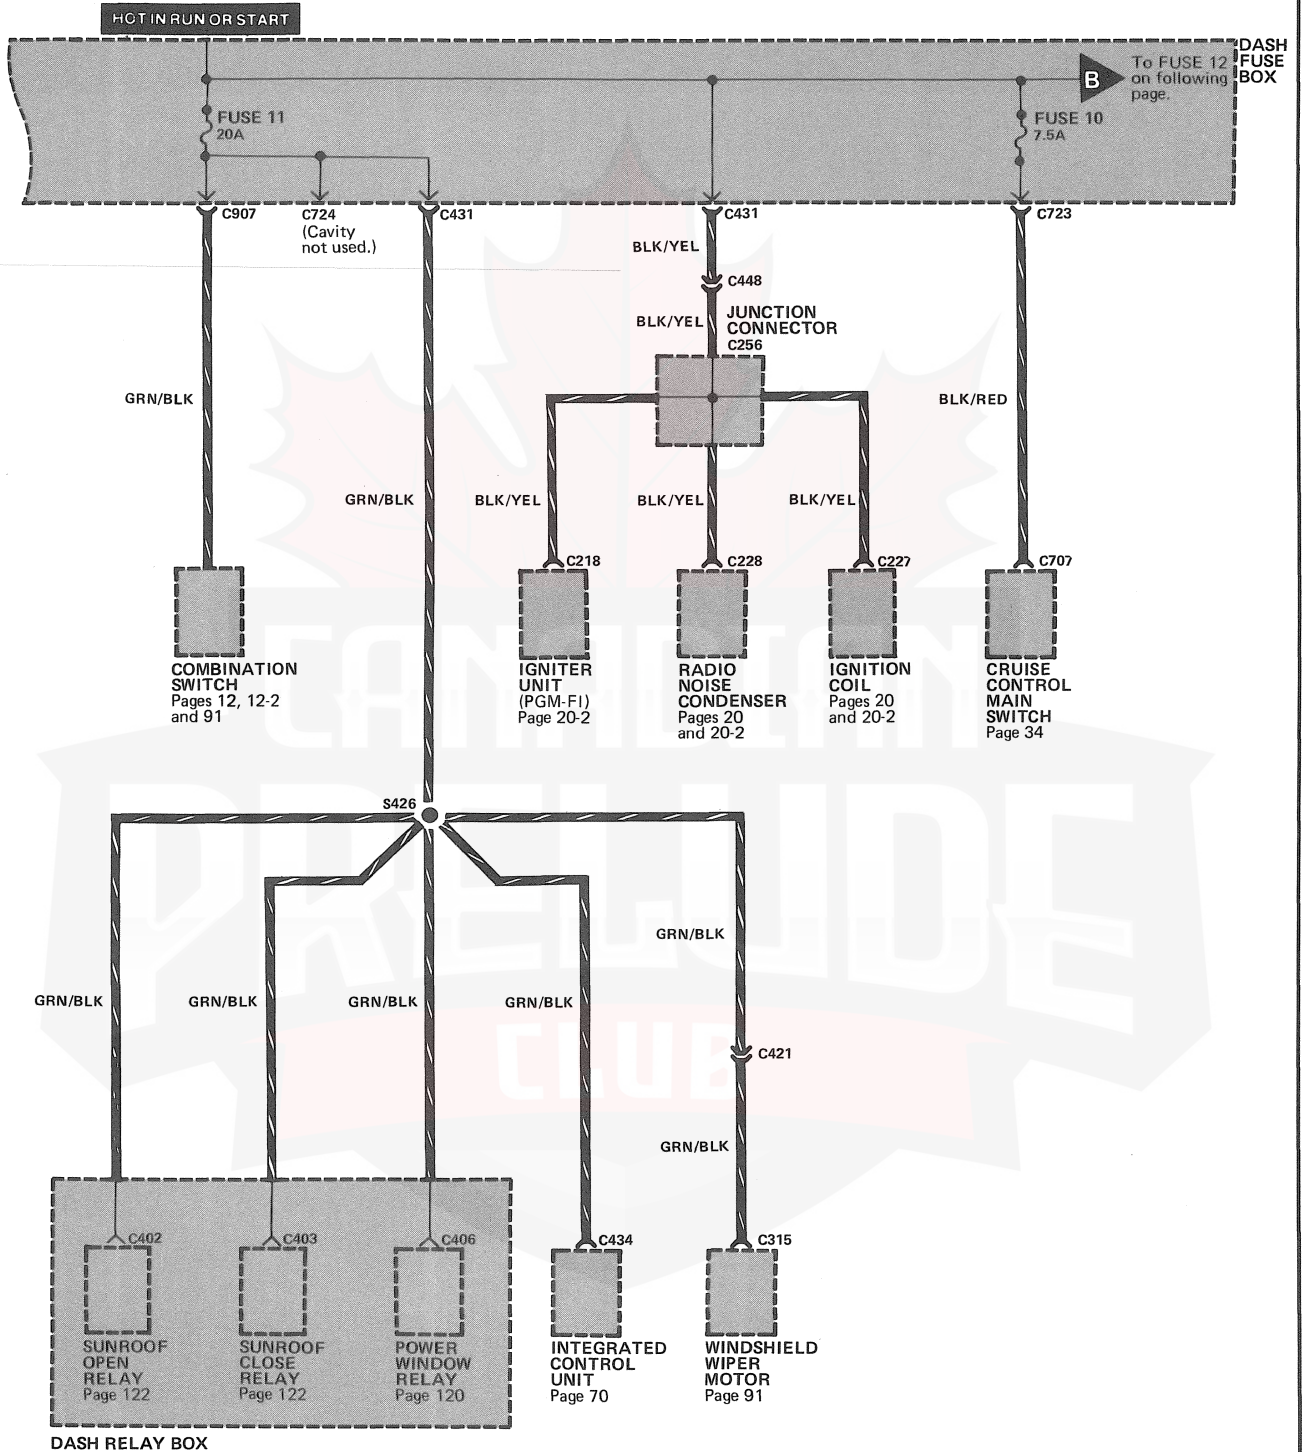 HOT IN RUN OR START
DASH
FUSE
BOX
To FUSE 12
on following
page.
B
FUSE 11
20A
FUSE 10
7.5A
C907
C724
(Cavity
not used.)
C431
C431
C723
BLK/YEL
C448
BLK/YEL
JUNCTION
CONNECTOR
C256
GRN/BLK
BLK/RED
GRN/BLK
BLK/YEL
BLK/YEL
BLK/YEL
C218
C228
C227
C707
COMBINATION
SWITCH
Pages 12, 12-2
and 91
IGNITER
UNIT
(PGM-FI)
Page 20-2
RADIO
NOISE
CONDENSER
Pages 20
and 20-2
IGNITION
COIL
Pages 20
and 20-2
CRUISE
CONTROL
MAIN
SWITCH
Page 34
CANADIAN
PRELUDE
CLUB
S426
GRN/BLK
GRN/BLK
GRN/BLK
GRN/BLK
GRN/BLK
C421
GRN/BLK
C402
C403
C406
C434
C315
SUNROOF
OPEN
RELAY
Page 122
SUNROOF
CLOSE
RELAY
Page 122
POWER
WINDOW
RELAY
Page 120
INTEGRATED
CONTROL
UNIT
Page 70
WINDSHIELD
WIPER
MOTOR
Page 91
DASH RELAY BOX